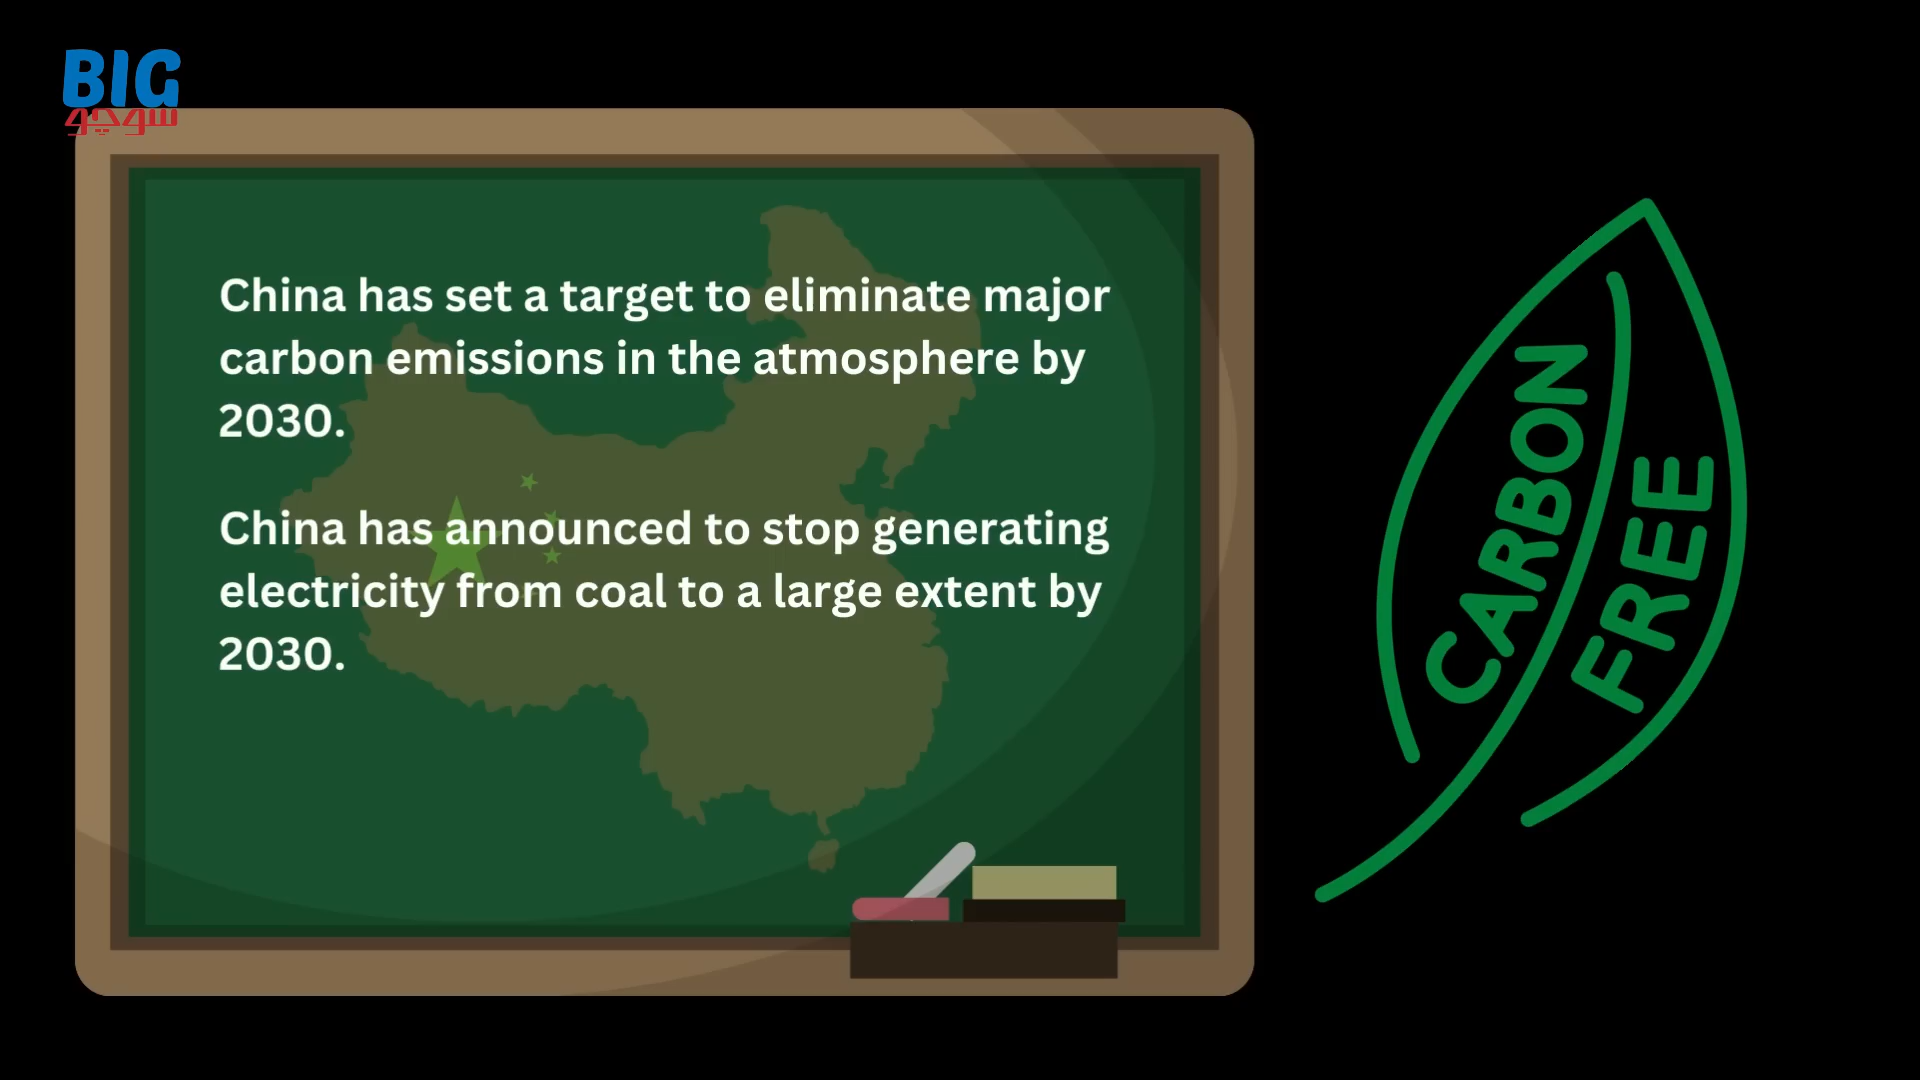 BIG
China has set a target to eliminate major
carbon emissions in the atmosphere by
2030.
China has announced to stop generating
electricity from coal to a large extent by
2030.
CARBON
FREE